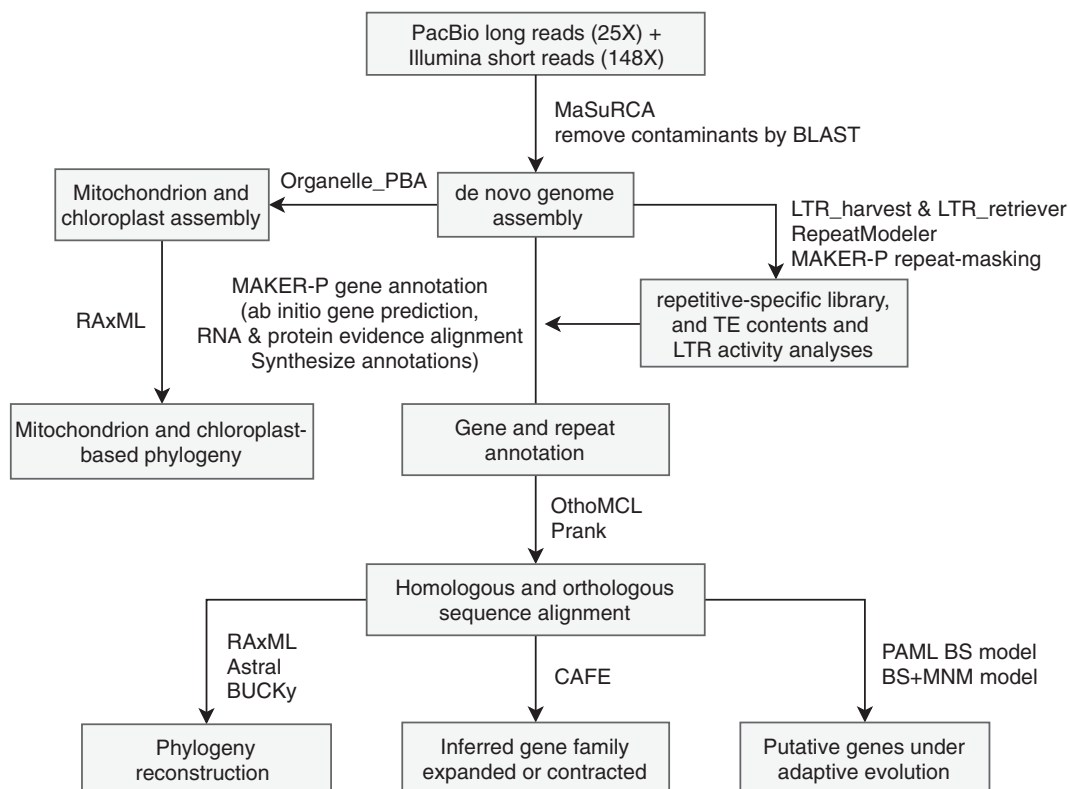 PacBio long reads (25X) +
Illumina short reads (148X)
MaSuRCA
remove contaminants by BLAST
Mitochondrion and
chloroplast assembly
Organelle_PBA
de novo genome
assembly
LTR_harvest & LTR_retriever
RepeatModeler
MAKER-P repeat-masking
RAxML
MAKER-P gene annotation
(ab initio gene prediction,
RNA & protein evidence alignment
Synthesize annotations)
repetitive-specific library,
and TE contents and
LTR activity analyses
Mitochondrion and chloroplast-
based phylogeny
Gene and repeat
annotation
OthoMCL
Prank
Homologous and orthologous
sequence alignment
RAxML
Astral
BUCKy
CAFE
PAML BS model
BS+MNM model
Phylogeny
reconstruction
Inferred gene family
expanded or contracted
Putative genes under
adaptive evolution